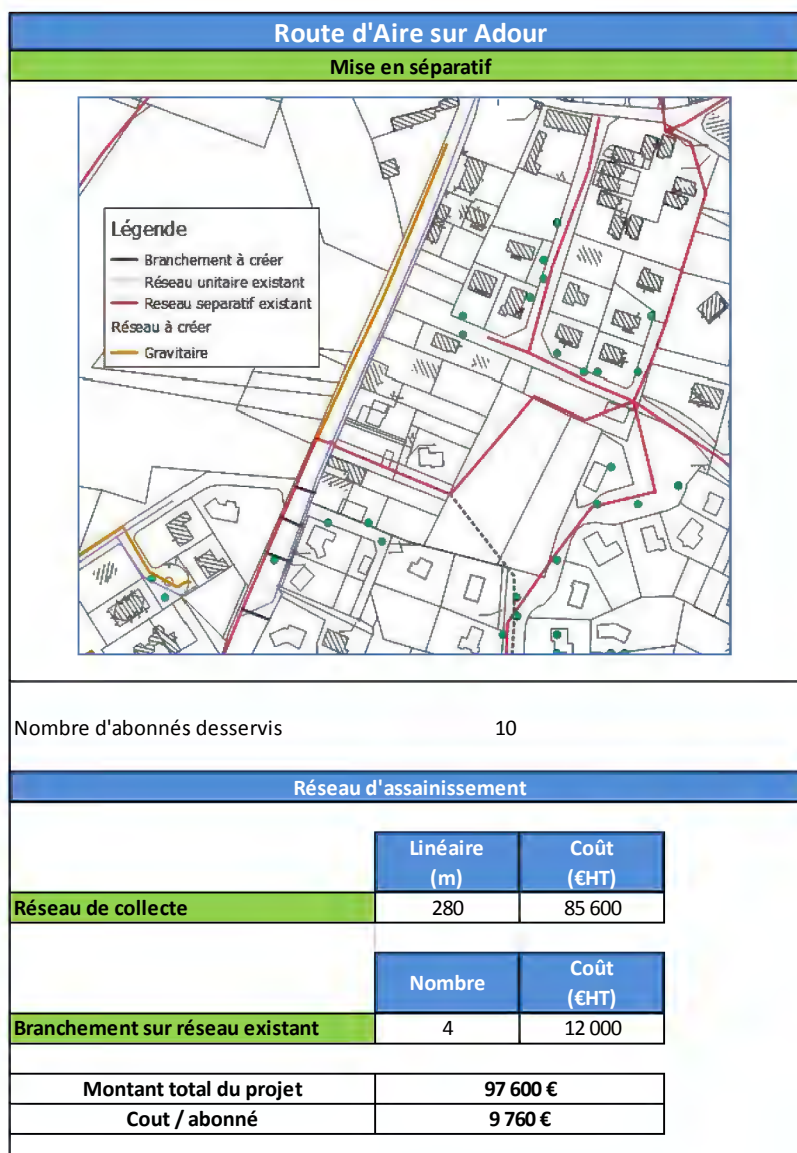 Route d'Aire sur Adour
Mise en séparatif
Légende
Branchement à créer
Réseau unitaire existant
Reseau separatif existant
Réseau à créer
Gravitaire
Nombre d'abonnés desservis 10
Réseau d'assainissement
Linéaire (m) Coût (€HT)
Réseau de collecte 280 85 600
Nombre Coût (€HT)
Branchement sur réseau existant 4 12 000
Montant total du projet 97 600 €
Cout / abonné 9 760 €